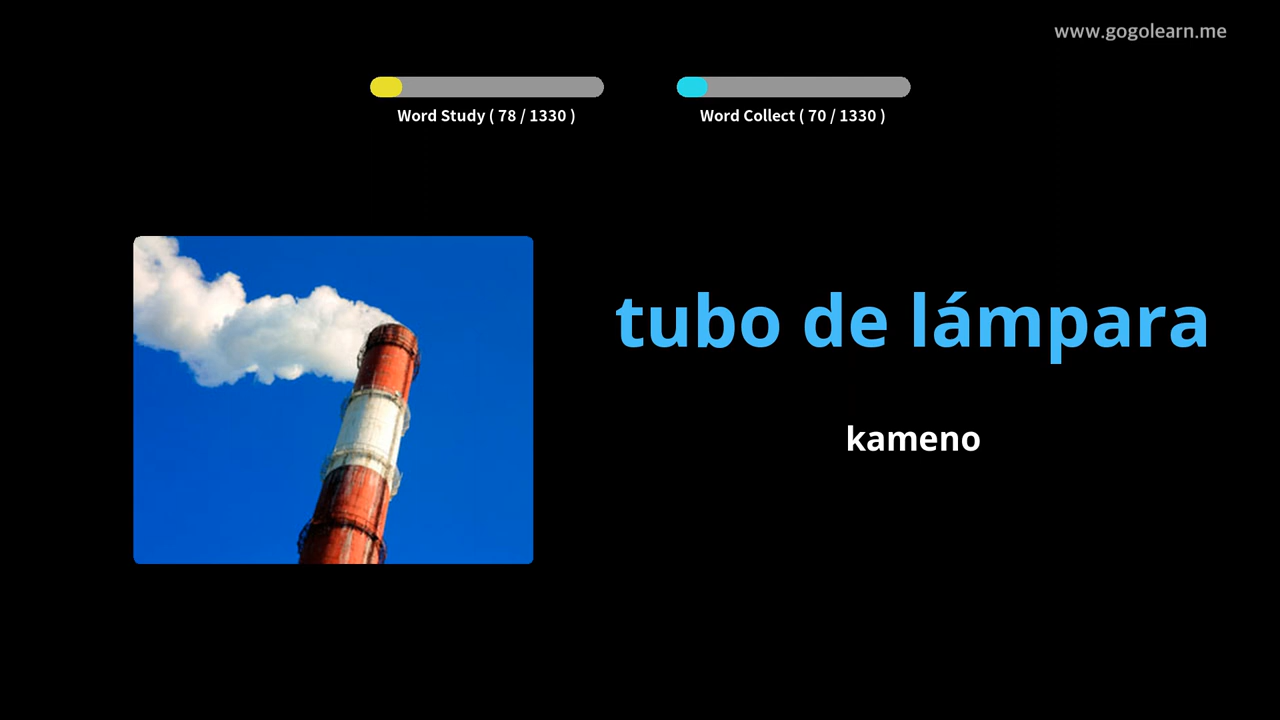 www.gogolearn.me
Word Study ( 78 / 1330 )
Word Collect ( 70 / 1330 )
tubo de lámpara
kameno